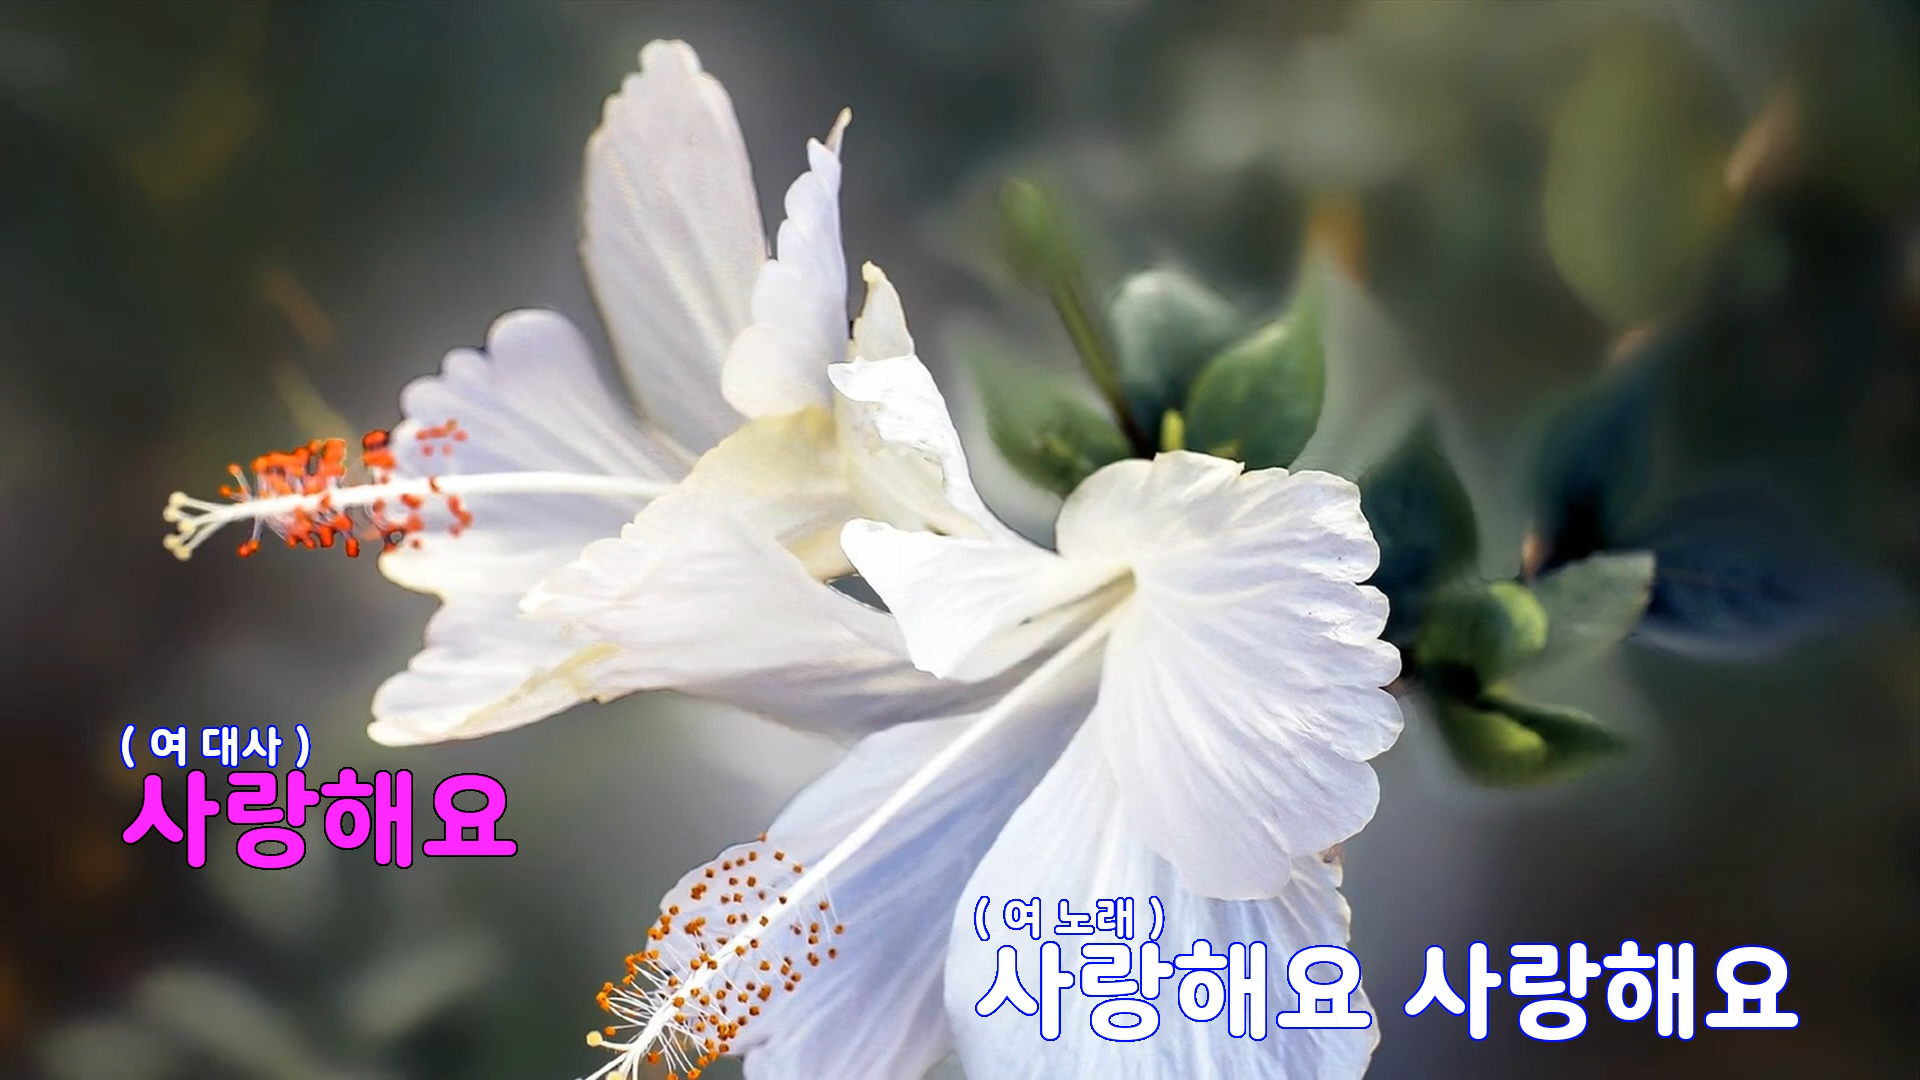 ( 여 대사 )
사랑해요
( 여 노래 )
사랑해요 사랑해요